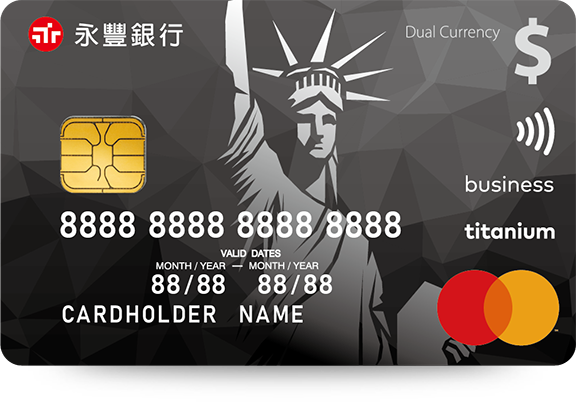 永豐銀行
Dual Currency
$
business
8888 8888 8888 8888
titanium
VALID DATES
MONTH / YEAR — MONTH / YEAR
88/88 88/88
CARDHOLDER NAME